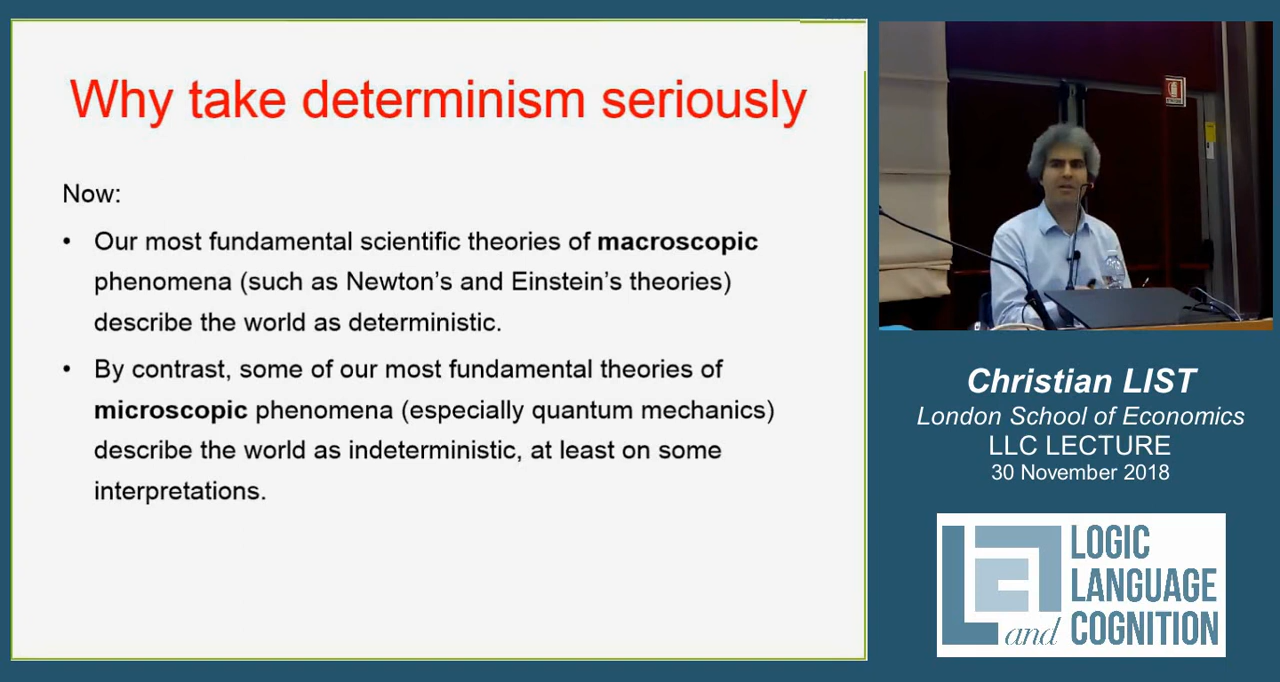 Why take determinism seriously
Now:
• Our most fundamental scientific theories of macroscopic
phenomena (such as Newton's and Einstein's theories)
describe the world as deterministic.
• By contrast, some of our most fundamental theories of
microscopic phenomena (especially quantum mechanics)
describe the world as indeterministic, at least on some
interpretations.
Christian LIST
London School of Economics
LLC LECTURE
30 November 2018
LOGIC
LANGUAGE
and COGNITION